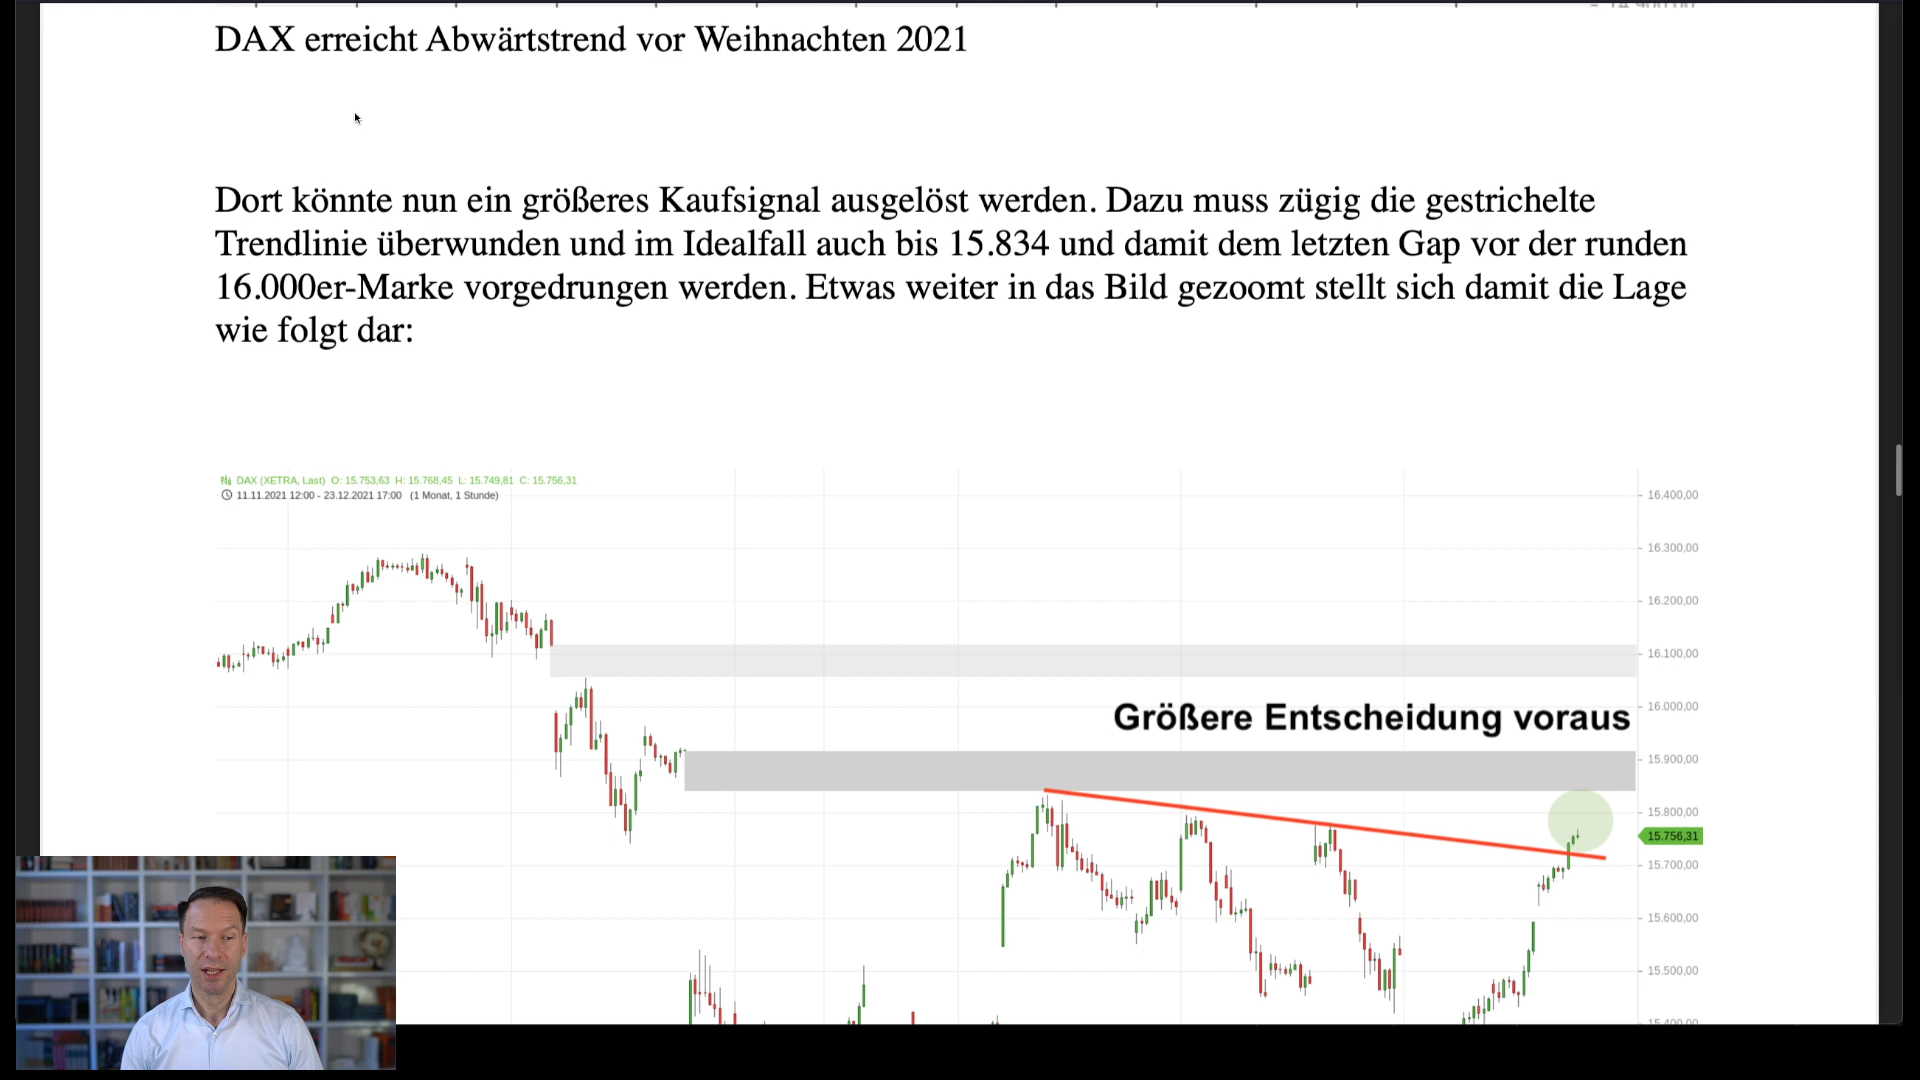 DAX erreicht Abwärtstrend vor Weihnachten 2021
Dort könnte nun ein größeres Kaufsignal ausgelöst werden. Dazu muss zügig die gestrichelte
Trendlinie überwunden und im Idealfall auch bis 15.834 und damit dem letzten Gap vor der runden
16.000er-Marke vorgedrungen werden. Etwas weiter in das Bild gezoomt stellt sich damit die Lage
wie folgt dar:
DAX (XETRA, Last) O: 15.753,63 H: 15.768,45 L: 15.749,81 C: 15.756,31
11.11.2021 12:00 - 23.12.2021 17:00 (1 Monat, 1 Stunde)
16.400,00
16.300,00
16.200,00
16.100,00
Größere Entscheidung voraus
16.000,00
15.900,00
15.800,00
15.756,31
15.700,00
15.600,00
15.500,00